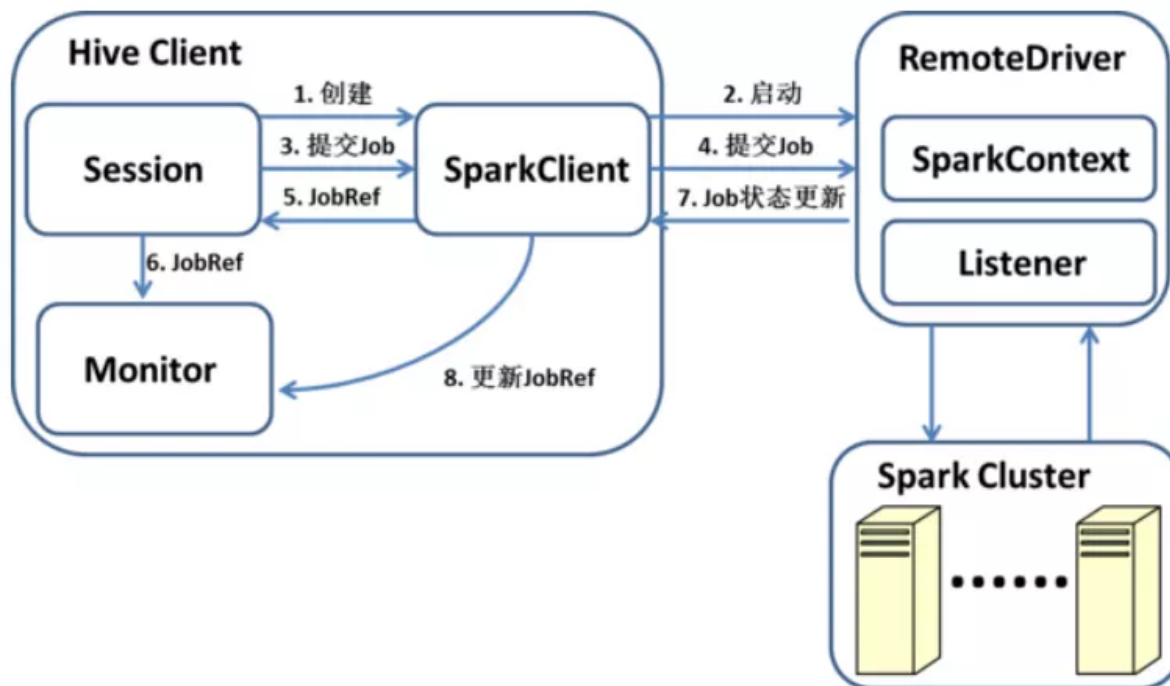 Hive Client
RemoteDriver
1. 创建
2. 启动
3. 提交Job
4. 提交Job
Session
SparkClient
SparkContext
5. JobRef
7. Job状态更新
6. JobRef
Listener
Monitor
8. 更新JobRef
Spark Cluster